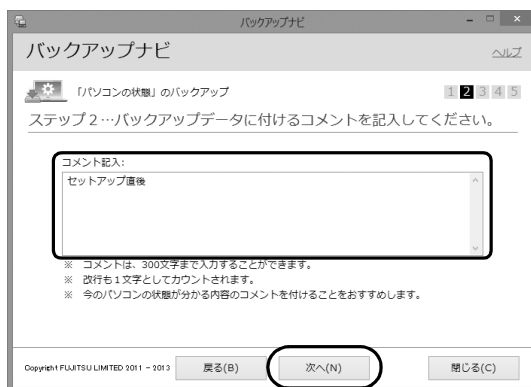 バックアップナビ
バックアップナビ
ヘルプ
「パソコンの状態」のバックアップ
1 2 3 4 5
ステップ２…バックアップデータに付けるコメントを記入してください。
コメント記入:
セットアップ直後
※ コメントは、300文字まで入力することができます。
※ 改行も１文字としてカウントされます。
※ 今のパソコンの状態が分かる内容のコメントを付けることをおすすめします。
Copyright FUJITSU LIMITED 2011 - 2013
戻る(B)
次へ(N)
閉じる(C)